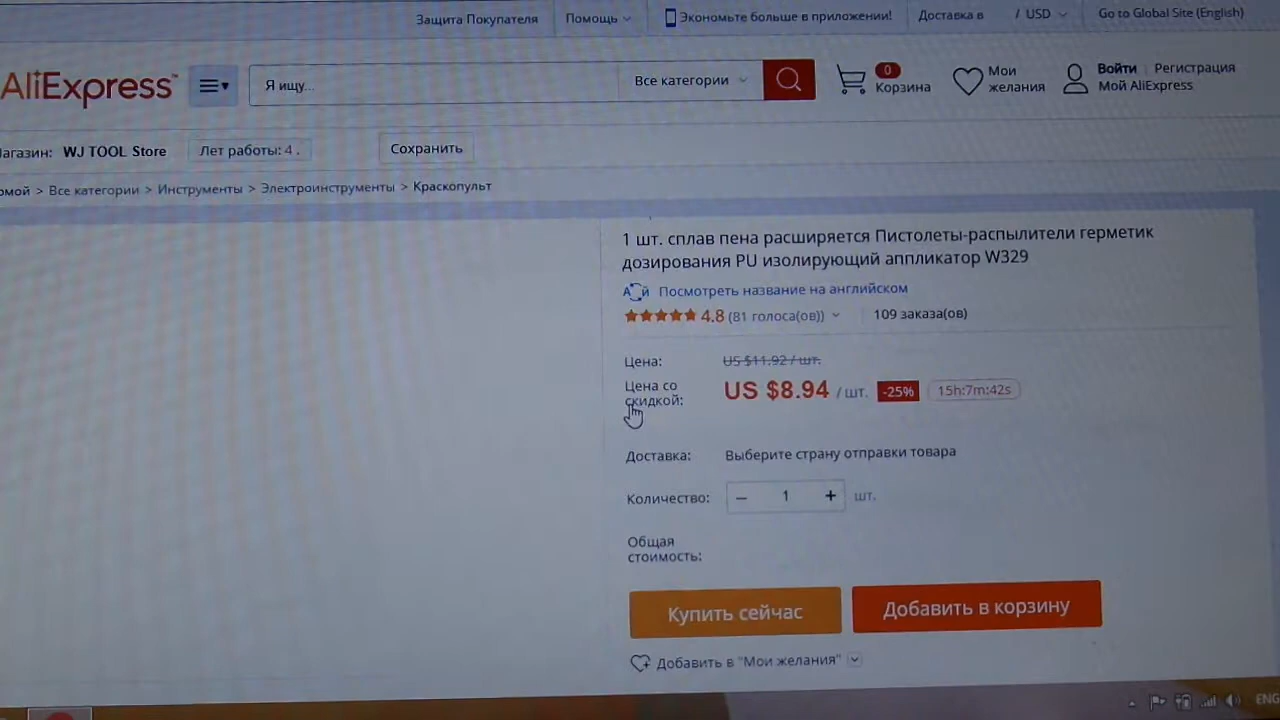 Защита Покупателя Помощь Экономьте больше в приложении! Доставка в / USD Go to Global Site (English)
AliExpress™ Я ищу... Все категории 0 Корзина Мои желания Войти Регистрация Мой AliExpress
агазин: WJ TOOL Store Лет работы: 4 . Сохранить
омой > Все категории > Инструменты > Электроинструменты > Краскопульт
1 шт. сплав пена расширяется Пистолеты-распылители герметик
дозирования PU изолирующий аппликатор W329
Посмотреть название на английском
4.8 (81 голоса(ов)) 109 заказа(ов)
Цена: US $11.92 / шт.
Цена со скидкой: US $8.94 / шт. -25% 15h:7m:42s
Доставка: Выберите страну отправки товара
Количество: – 1 + шт.
Общая
стоимость:
Купить сейчас Добавить в корзину
Добавить в "Мои желания"
ENG